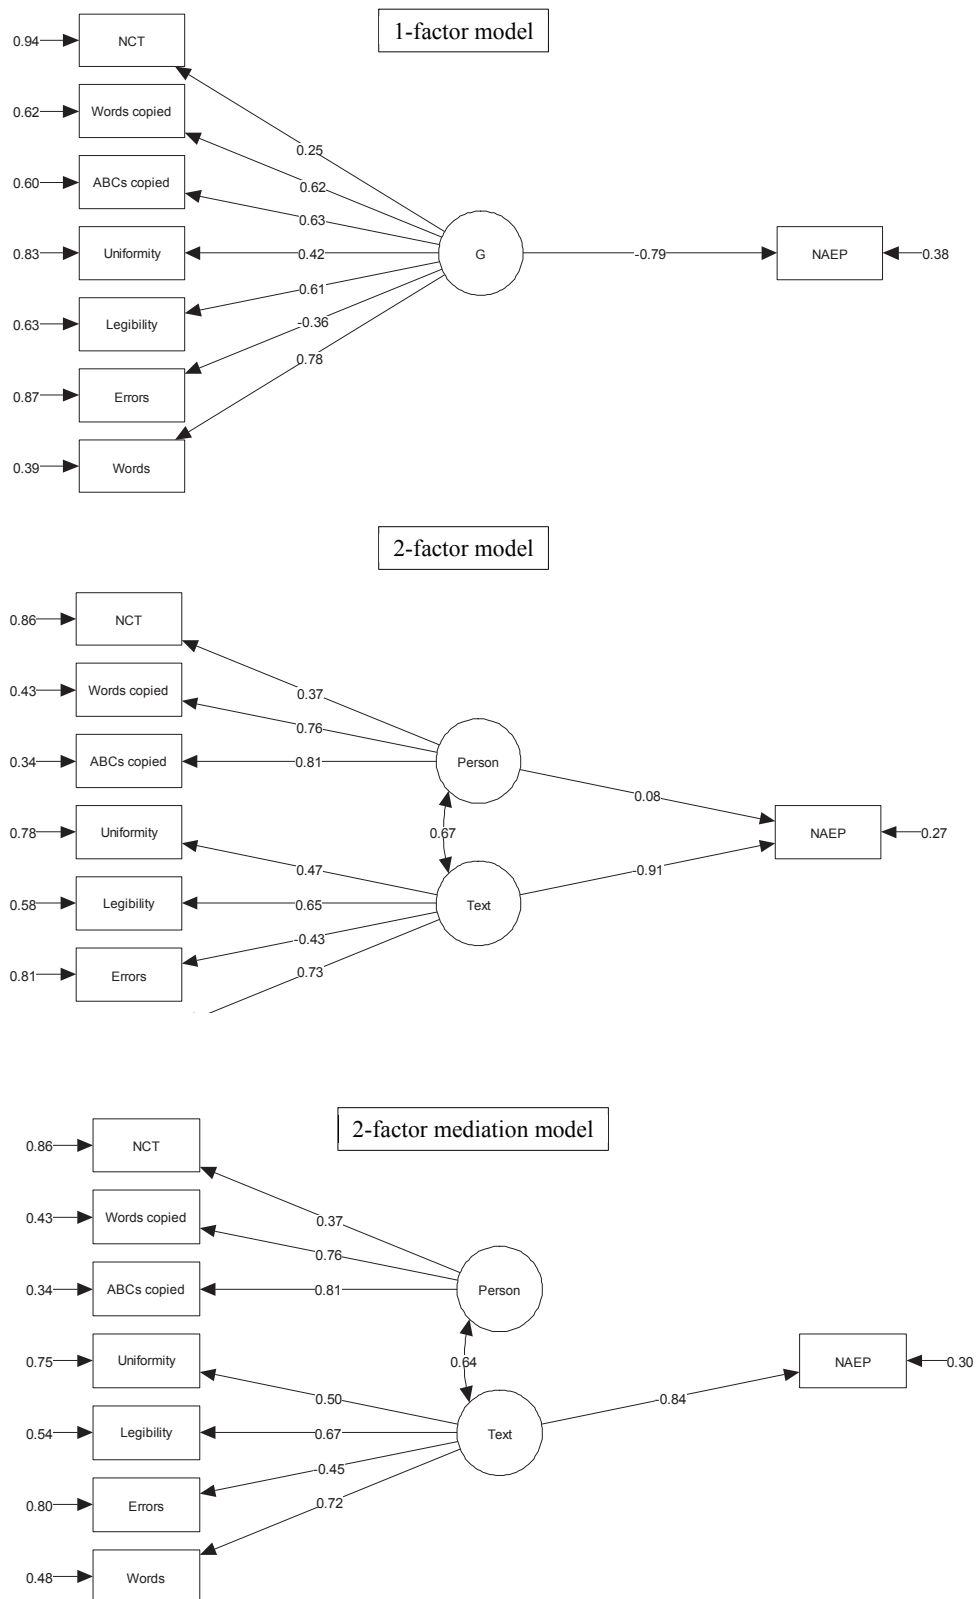 1-factor model
0.94 NCT
0.62 Words copied
0.60 ABCs copied
0.83 Uniformity
0.63 Legibility
0.87 Errors
0.39 Words
0.25
0.62
0.63
0.42
0.61
-0.36
0.78
G
-0.79
NAEP 0.38
2-factor model
0.86 NCT
0.43 Words copied
0.34 ABCs copied
0.78 Uniformity
0.58 Legibility
0.81 Errors
0.37
0.76
0.81
0.47
0.65
-0.43
0.73
Person
0.67
Text
0.08
-0.91
NAEP 0.27
2-factor mediation model
0.86 NCT
0.43 Words copied
0.34 ABCs copied
0.75 Uniformity
0.54 Legibility
0.80 Errors
0.48 Words
0.37
0.76
0.81
0.50
0.67
-0.45
0.72
Person
0.64
Text
-0.84
NAEP 0.30